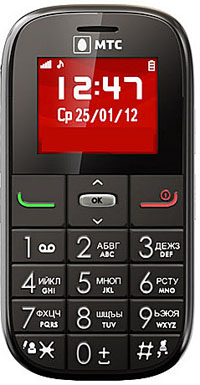 МТС
12:47
Ср 25/01/12
OK
1 2 АБВГ ABC 3 ДЕЖЗ DEF
4 ИЙКЛ GHI 5 МНОП JKL 6 РСТУ MNO
7 ФХЦЧ PQRS 8 ШЩЪЫ TUV 9 ЬЭЮЯ WXYZ
* 0 ± #